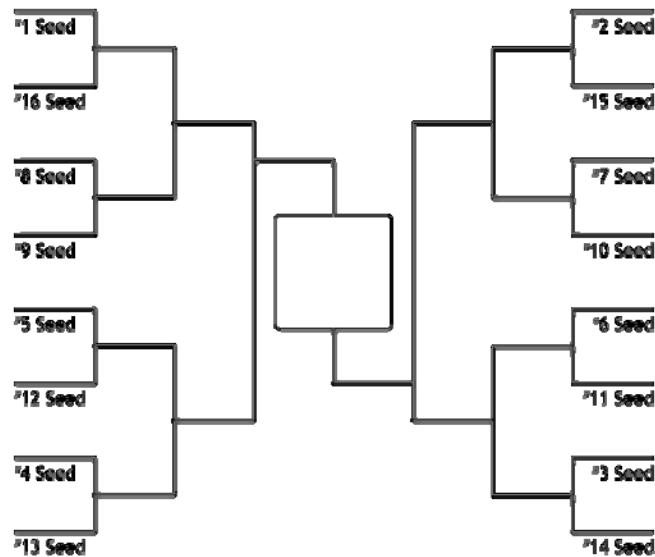 #1 Seed
#16 Seed
#8 Seed
#9 Seed
#5 Seed
#12 Seed
#4 Seed
#13 Seed
#2 Seed
#15 Seed
#7 Seed
#10 Seed
#6 Seed
#11 Seed
#3 Seed
#14 Seed